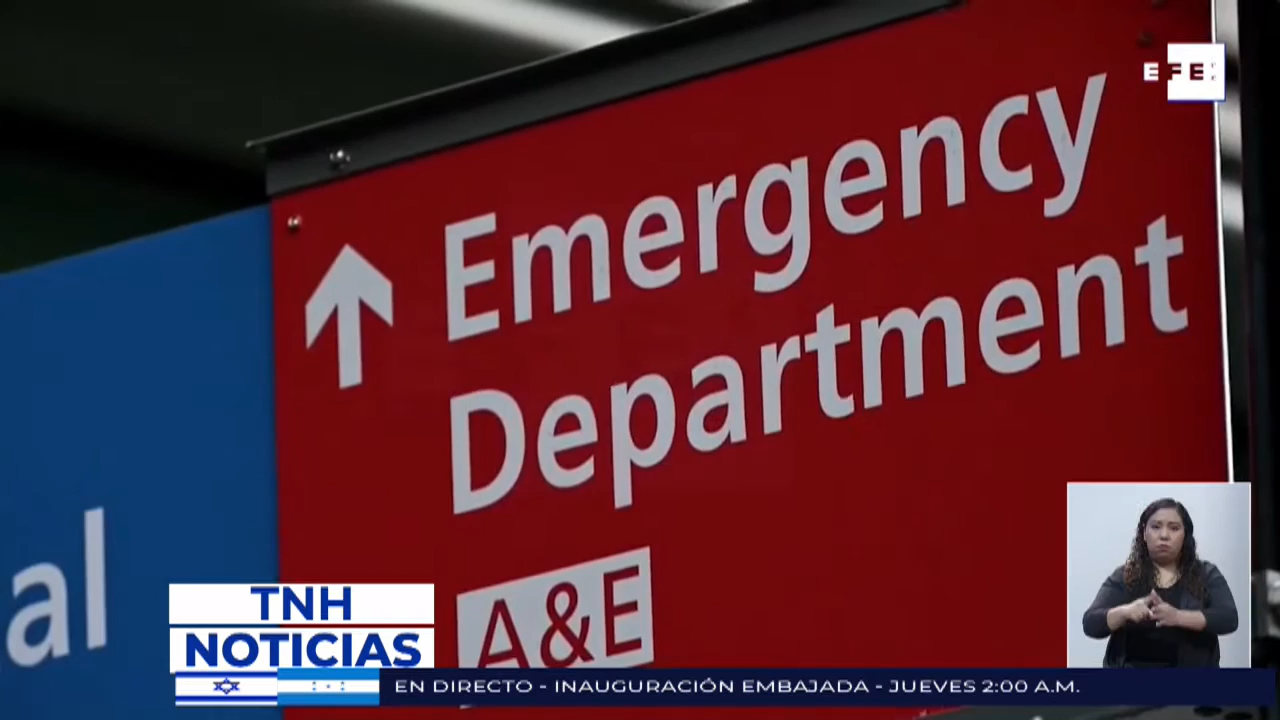 EFE:
Emergency
Department
al
A&E
TNH
NOTICIAS
EN DIRECTO - INAUGURACIÓN EMBAJADA - JUEVES 2:00 A.M.